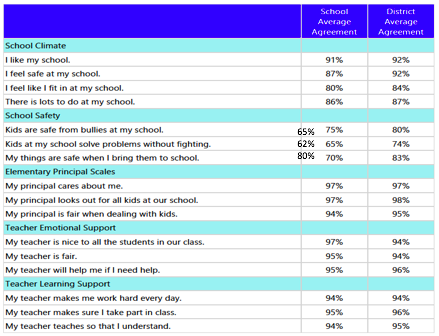 School Average Agreement District Average Agreement
School Climate
I like my school. 91% 92%
I feel safe at my school. 87% 92%
I feel like I fit in at my school. 80% 84%
There is lots to do at my school. 86% 87%
School Safety
Kids are safe from bullies at my school. 65% 75% 80%
Kids at my school solve problems without fighting. 62% 65% 74%
My things are safe when I bring them to school. 80% 70% 83%
Elementary Principal Scales
My principal cares about me. 97% 97%
My principal looks out for all kids at our school. 97% 98%
My principal is fair when dealing with kids. 94% 95%
Teacher Emotional Support
My teacher is nice to all the students in our class. 97% 94%
My teacher is fair. 95% 94%
My teacher will help me if I need help. 95% 96%
Teacher Learning Support
My teacher makes me work hard every day. 94% 94%
My teacher makes sure I take part in class. 95% 96%
My teacher teaches so that I understand. 94% 95%